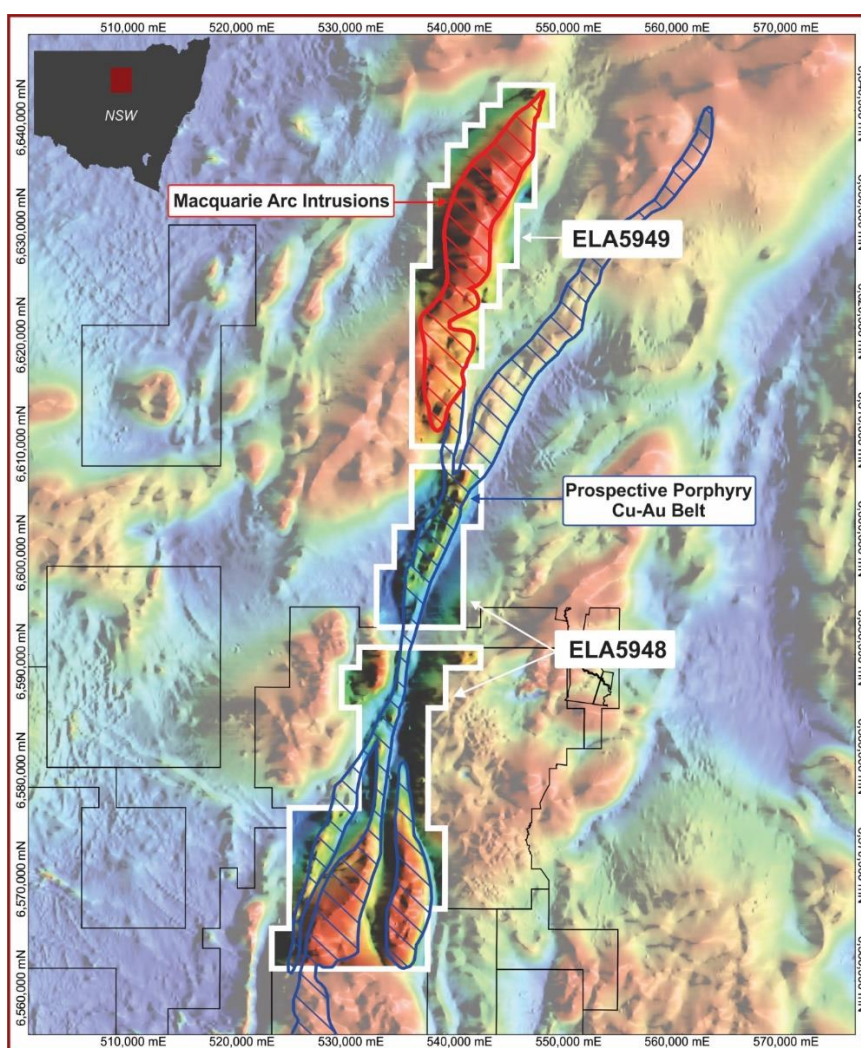 510,000 mE
520,000 mE
530,000 mE
540,000 mE
550,000 mE
560,000 mE
570,000 mE
NSW
Macquarie Arc Intrusions
ELA5949
Prospective Porphyry
Cu-Au Belt
ELA5948
6,640,000 mN
6,630,000 mN
6,620,000 mN
6,610,000 mN
6,600,000 mN
6,590,000 mN
6,580,000 mN
6,570,000 mN
6,560,000 mN
510,000 mE
520,000 mE
530,000 mE
540,000 mE
550,000 mE
560,000 mE
570,000 mE